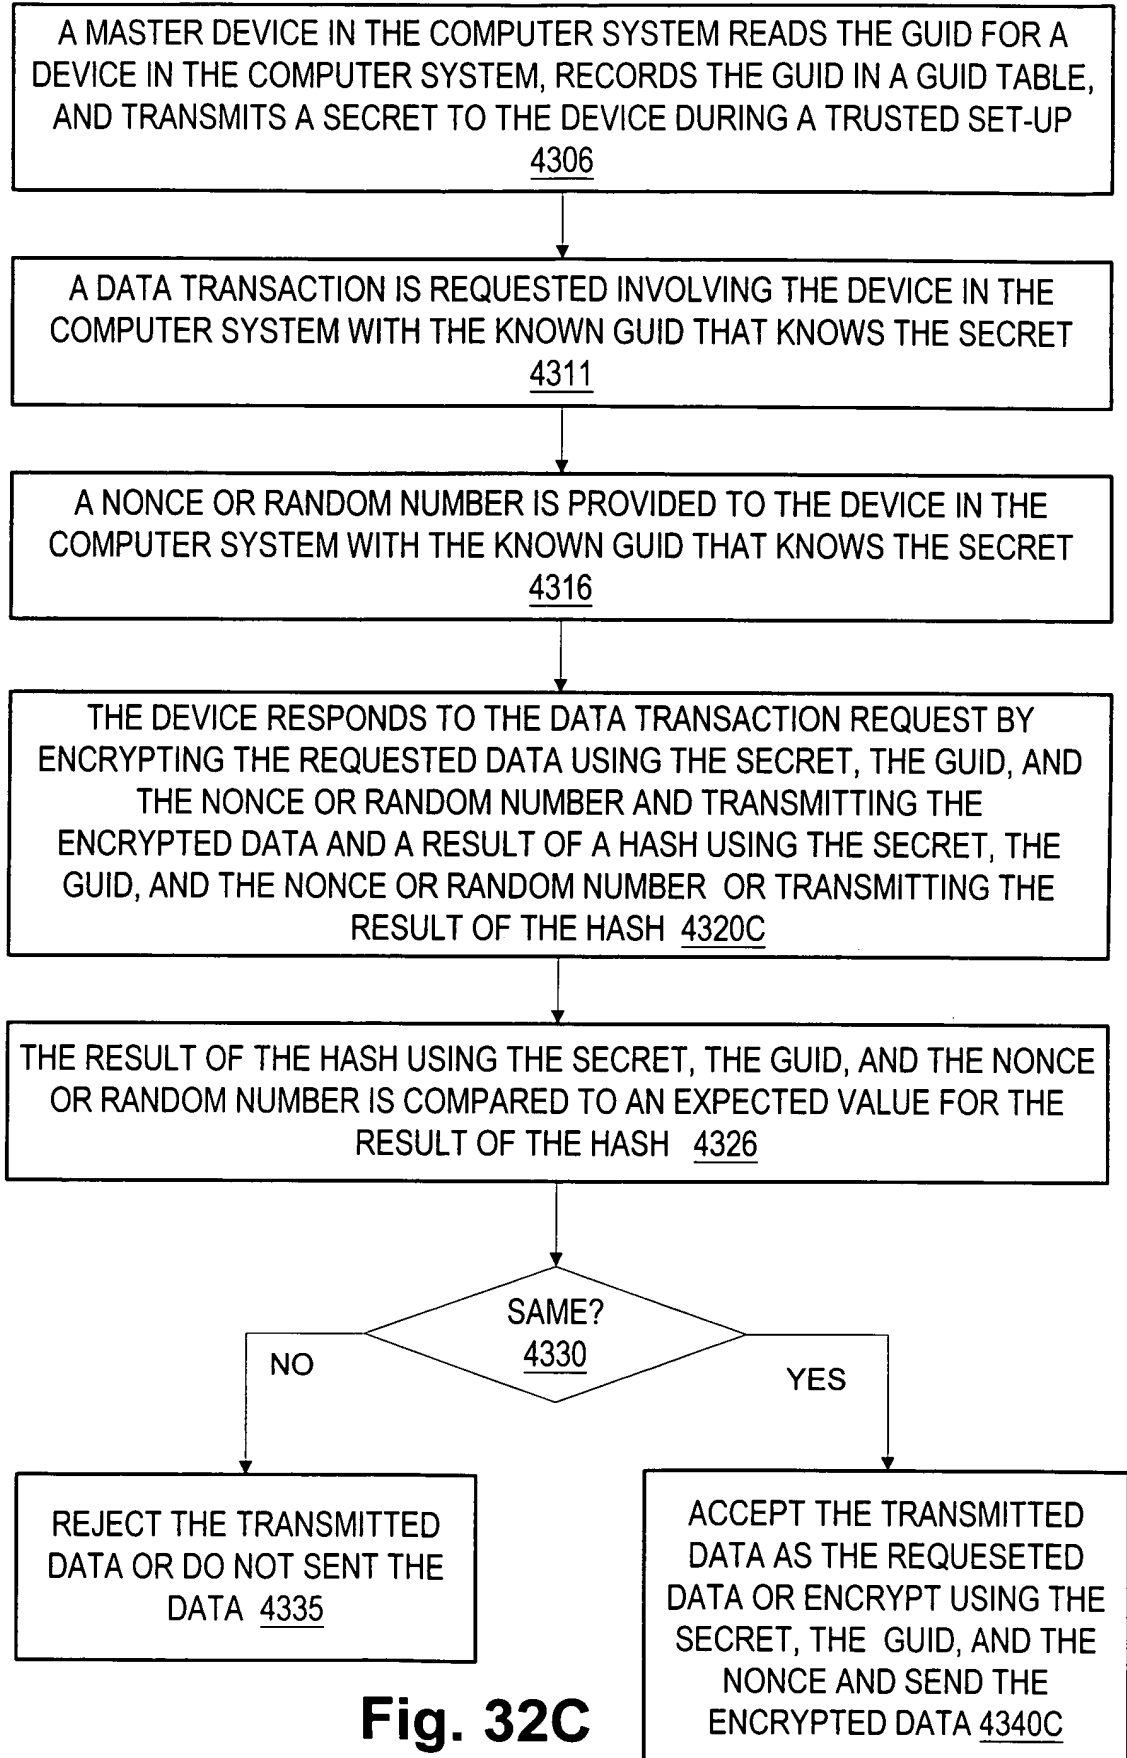 A MASTER DEVICE IN THE COMPUTER SYSTEM READS THE GUID FOR A
DEVICE IN THE COMPUTER SYSTEM, RECORDS THE GUID IN A GUID TABLE,
AND TRANSMITS A SECRET TO THE DEVICE DURING A TRUSTED SET-UP
4306
A DATA TRANSACTION IS REQUESTED INVOLVING THE DEVICE IN THE
COMPUTER SYSTEM WITH THE KNOWN GUID THAT KNOWS THE SECRET
4311
A NONCE OR RANDOM NUMBER IS PROVIDED TO THE DEVICE IN THE
COMPUTER SYSTEM WITH THE KNOWN GUID THAT KNOWS THE SECRET
4316
THE DEVICE RESPONDS TO THE DATA TRANSACTION REQUEST BY
ENCRYPTING THE REQUESTED DATA USING THE SECRET, THE GUID, AND
THE NONCE OR RANDOM NUMBER AND TRANSMITTING THE
ENCRYPTED DATA AND A RESULT OF A HASH USING THE SECRET, THE
GUID, AND THE NONCE OR RANDOM NUMBER OR TRANSMITTING THE
RESULT OF THE HASH 4320C
THE RESULT OF THE HASH USING THE SECRET, THE GUID, AND THE NONCE
OR RANDOM NUMBER IS COMPARED TO AN EXPECTED VALUE FOR THE
RESULT OF THE HASH 4326
SAME?
4330
NO
YES
REJECT THE TRANSMITTED
DATA OR DO NOT SENT THE
DATA 4335
ACCEPT THE TRANSMITTED
DATA AS THE REQUESETED
DATA OR ENCRYPT USING THE
SECRET, THE GUID, AND THE
NONCE AND SEND THE
ENCRYPTED DATA 4340C
Fig. 32C